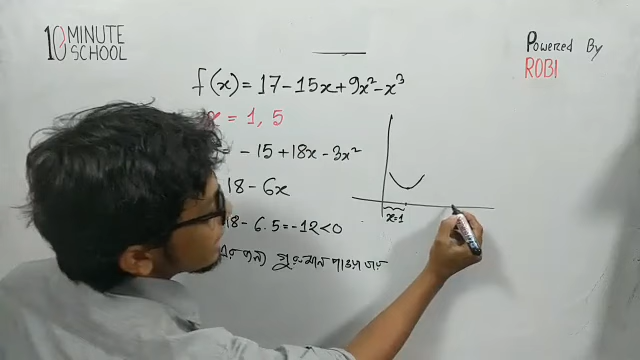 10 MINUTE SCHOOL
Powered By
ROBI
f(x) = 17 - 15x + 9x² - x³
x = 1, 5
= - 15 + 18x - 3x²
18 - 6x
18 - 6.5 = -12 < 0
x=1